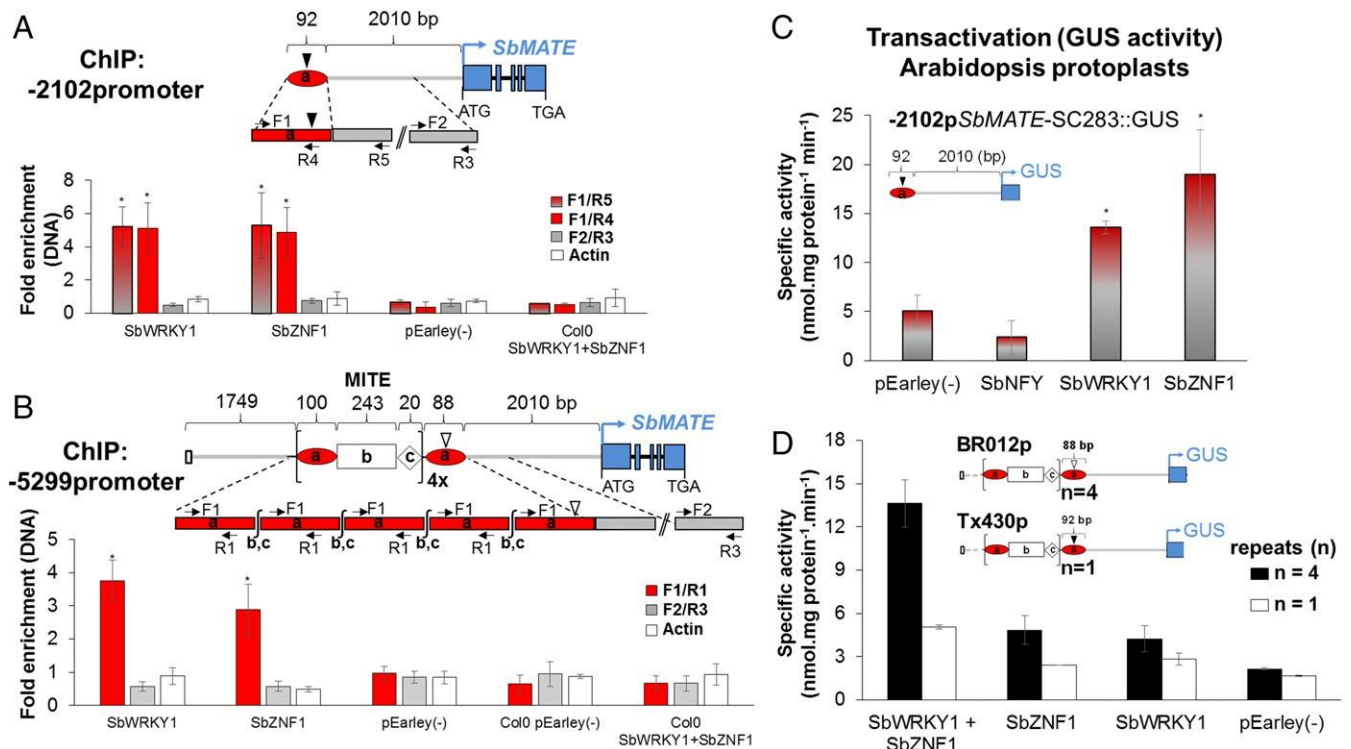 A
ChIP:
-2102promoter
92
2010 bp
SbMATE
a
ATG
TGA
F1
F2
a
R4
R5
R3
Fold enrichment
(DNA)
8
6
4
2
0
* * * *
F1/R5
F1/R4
F2/R3
Actin
SbWRKY1
SbZNF1
pEarley(-)
Col0
SbWRKY1+SbZNF1
B
ChIP:
-5299promoter
MITE
1749
100
243
20
88
2010 bp
SbMATE
a
b
c
a
4x
ATG
TGA
F1 F1 F1 F1 F1 F2
a a a a a
R1 b,c R1 b,c R1 b,c R1 b,c R3
Fold enrichment (DNA)
5
4
3
2
1
0
* *
F1/R1
F2/R3
Actin
SbWRKY1
SbZNF1
pEarley(-)
Col0 pEarley(-)
Col0
SbWRKY1+SbZNF1
C
Transactivation (GUS activity)
Arabidopsis protoplasts
-2102pSbMATE-SC283::GUS
92
2010 (bp)
GUS
a
Specific activity
(nmol.mg protein-1 min-1)
25
20
15
10
5
0
* *
pEarley(-)
SbNFY
SbWRKY1
SbZNF1
D
BR012p
88 bp
GUS
a b c a
n=4
Tx430p
92 bp
GUS
a b c a
n=1
repeats (n)
n = 4
n = 1
Specific activity
(nmol.mg protein-1.min-1)
18
15
12
9
6
3
0
SbWRKY1 +
SbZNF1
SbZNF1
SbWRKY1
pEarley(-)